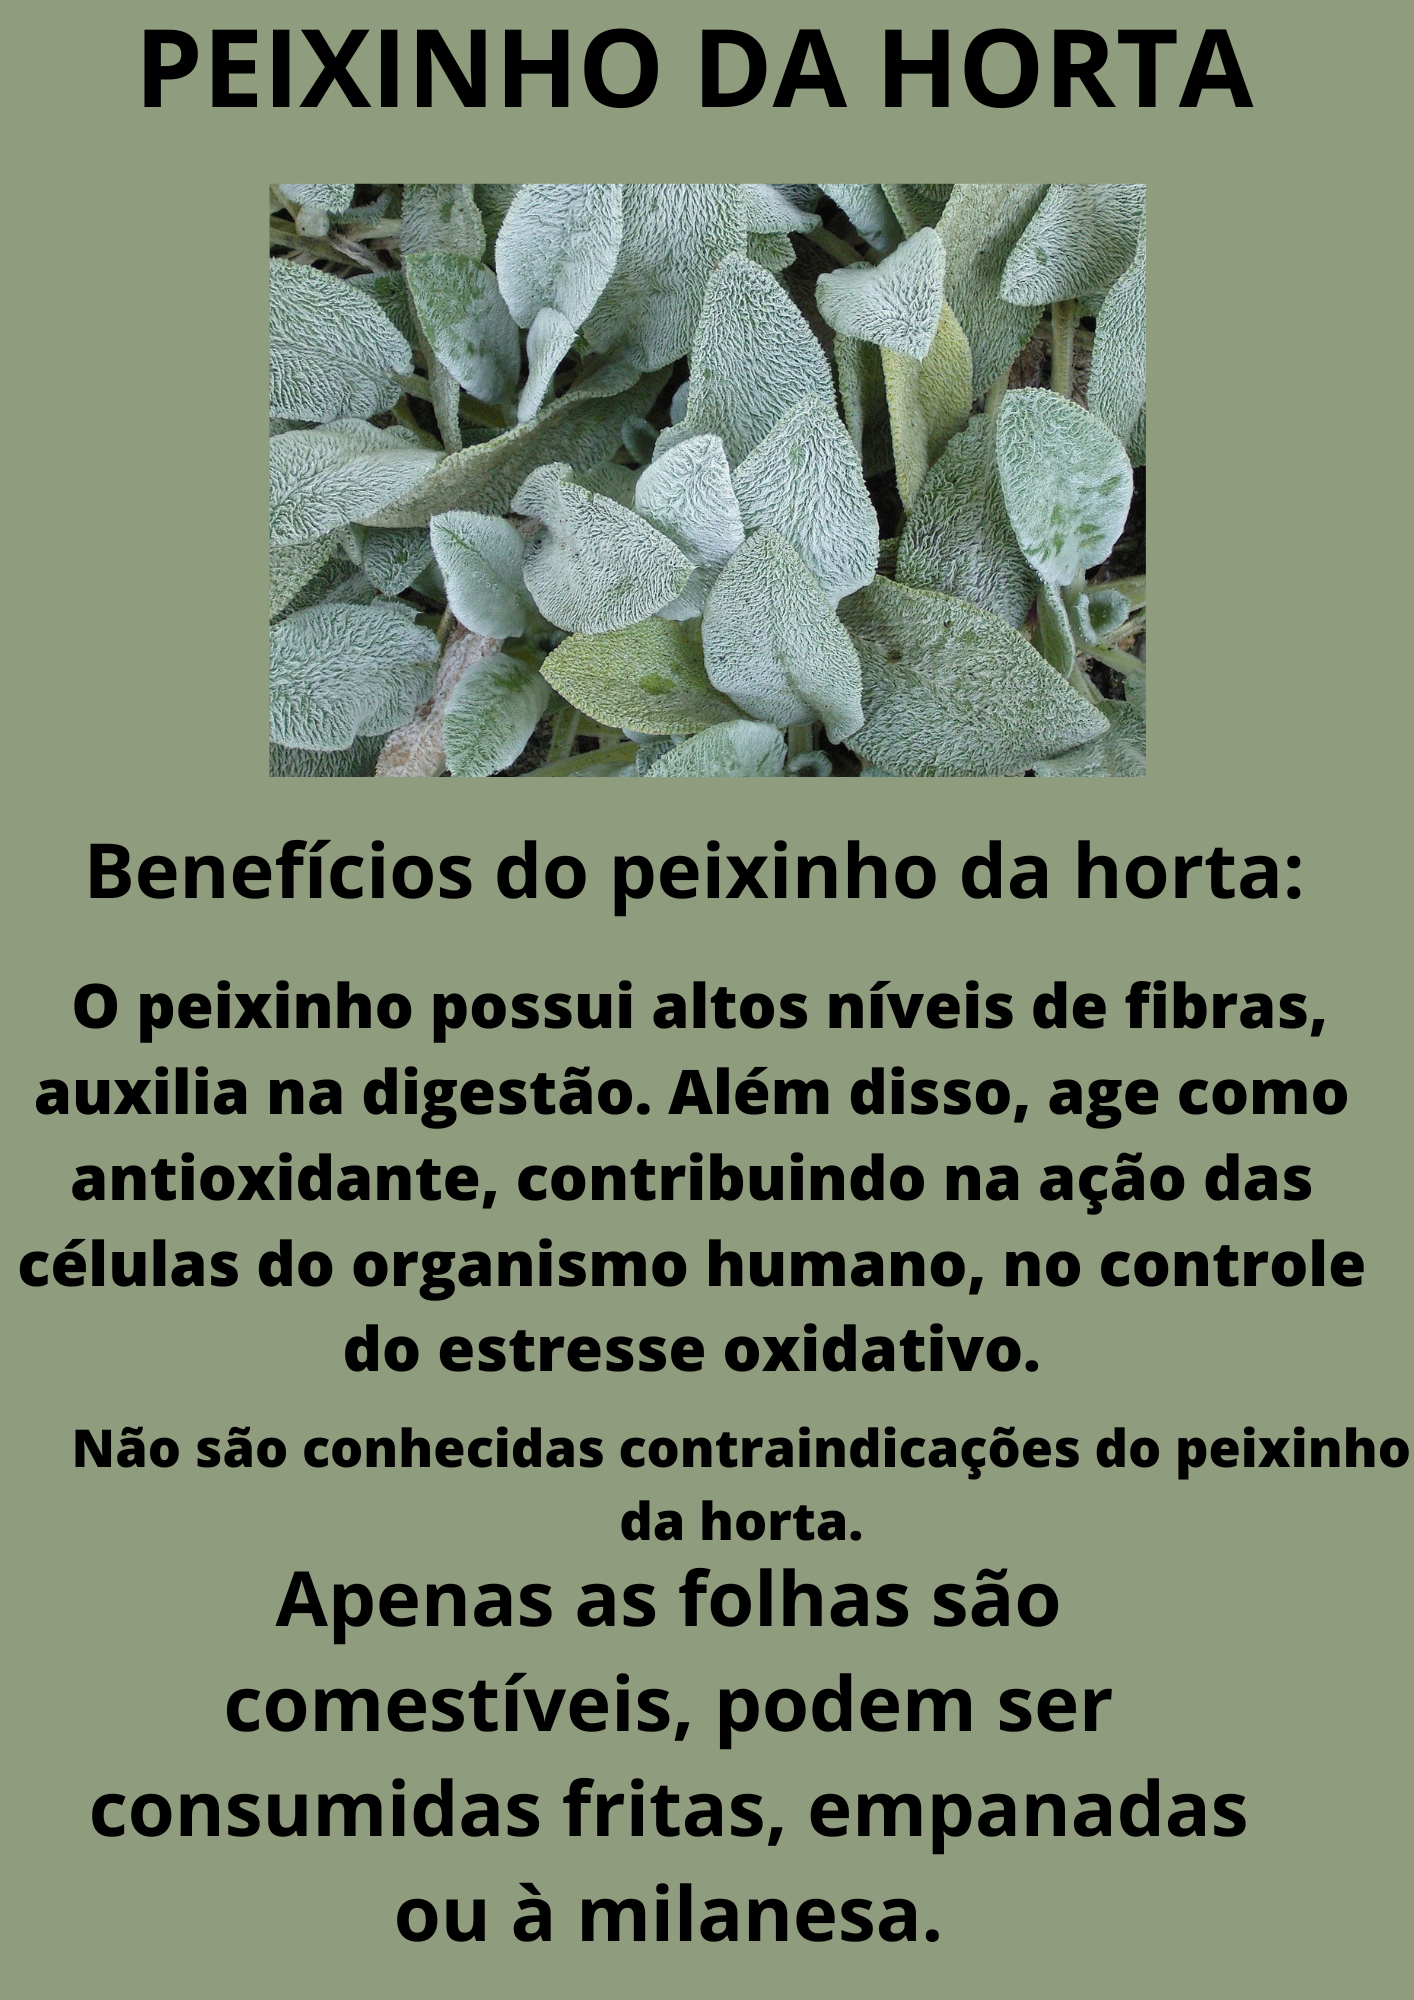 PEIXINHO DA HORTA
Benefícios do peixinho da horta:
O peixinho possui altos níveis de fibras,
auxilia na digestão. Além disso, age como
antioxidante, contribuindo na ação das
células do organismo humano, no controle
do estresse oxidativo.
Não são conhecidas contraindicações do peixinho
da horta.
Apenas as folhas são
comestíveis, podem ser
consumidas fritas, empanadas
ou à milanesa.